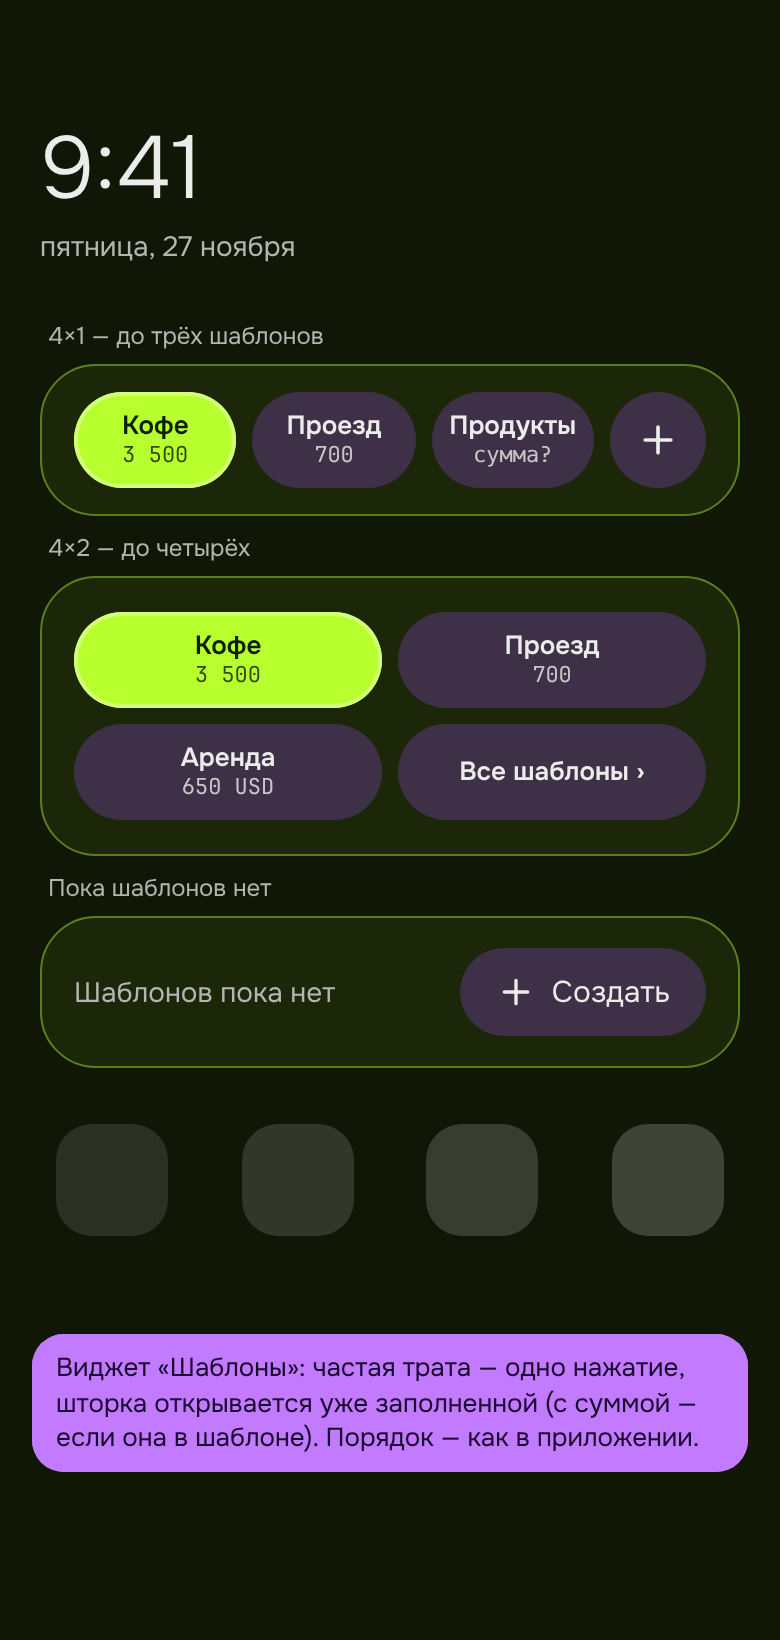 9:41
пятница, 27 ноября
4×1 — до трёх шаблонов
Кофе
3 500
Проезд
700
Продукты
сумма?
+
4×2 — до четырёх
Кофе
3 500
Проезд
700
Аренда
650 USD
Все шаблоны ›
Пока шаблонов нет
Шаблонов пока нет
+ Создать
Виджет «Шаблоны»: частая трата — одно нажатие,
шторка открывается уже заполненной (с суммой —
если она в шаблоне). Порядок — как в приложении.